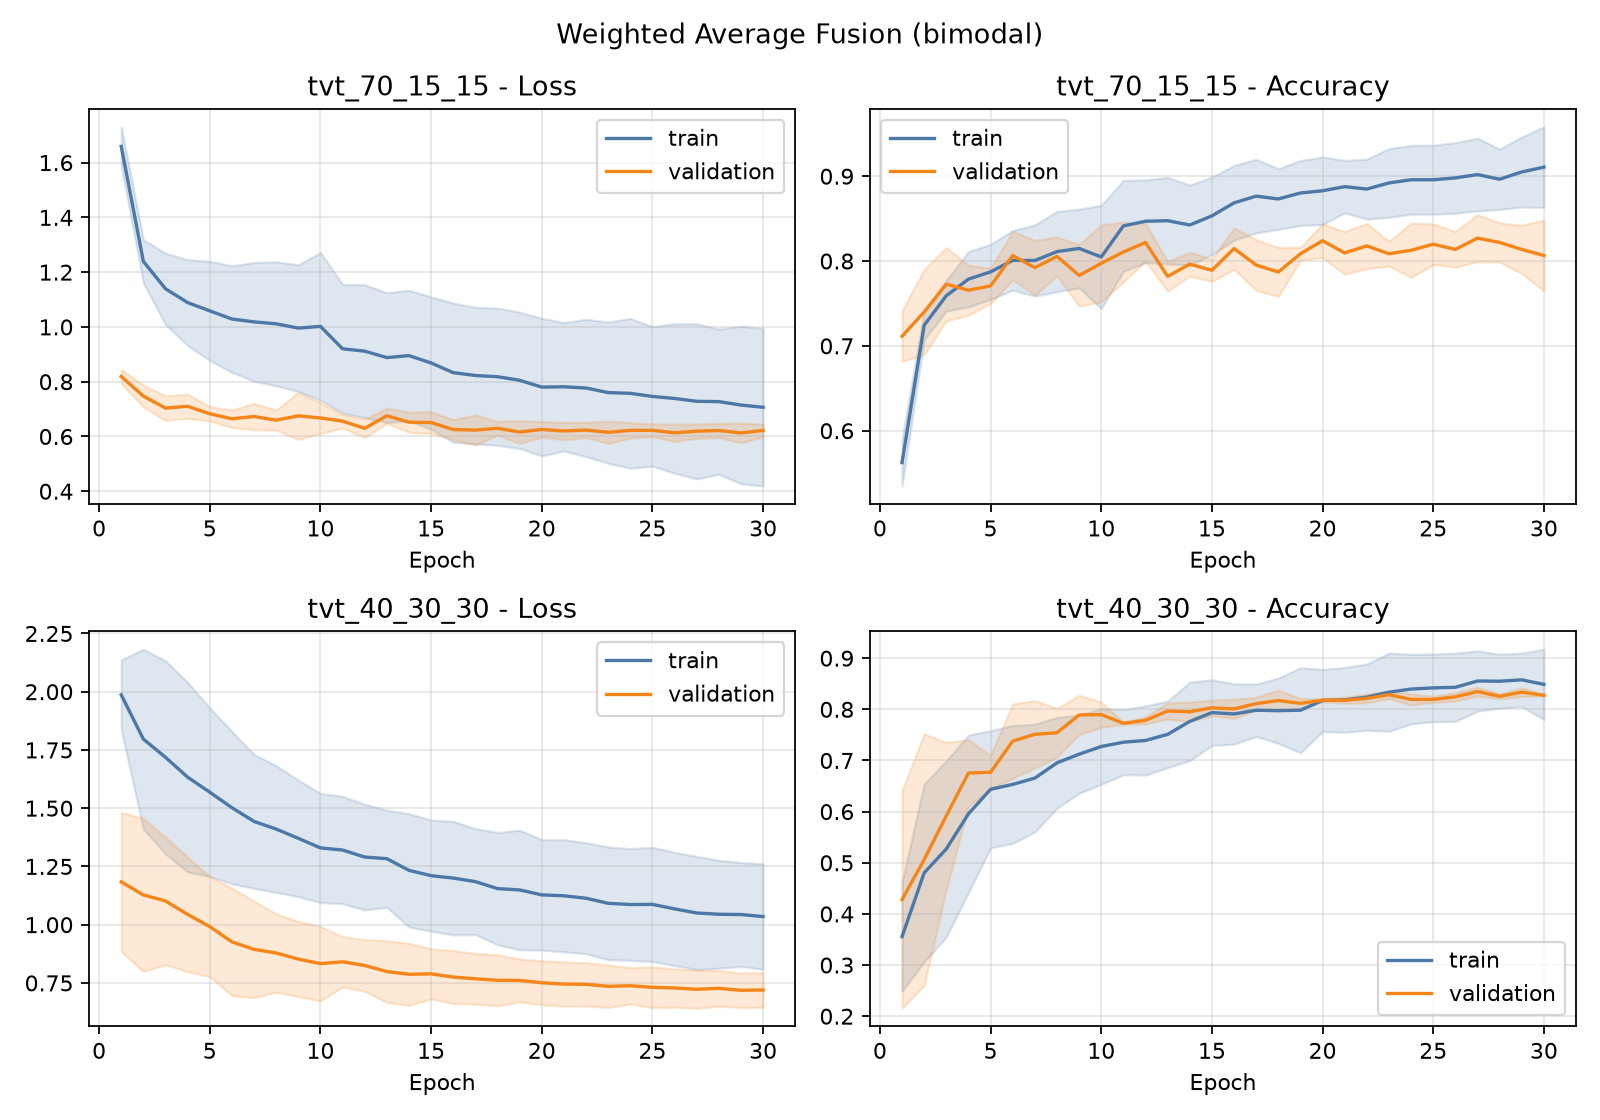 Weighted Average Fusion (bimodal)
tvt_70_15_15 - Loss
train
validation
1.6
1.4
1.2
1.0
0.8
0.6
0.4
0 5 10 15 20 25 30
Epoch
tvt_70_15_15 - Accuracy
train
validation
0.9
0.8
0.7
0.6
0 5 10 15 20 25 30
Epoch
tvt_40_30_30 - Loss
train
validation
2.25
2.00
1.75
1.50
1.25
1.00
0.75
0 5 10 15 20 25 30
Epoch
tvt_40_30_30 - Accuracy
0.9
0.8
0.7
0.6
0.5
0.4
0.3
0.2
train
validation
0 5 10 15 20 25 30
Epoch